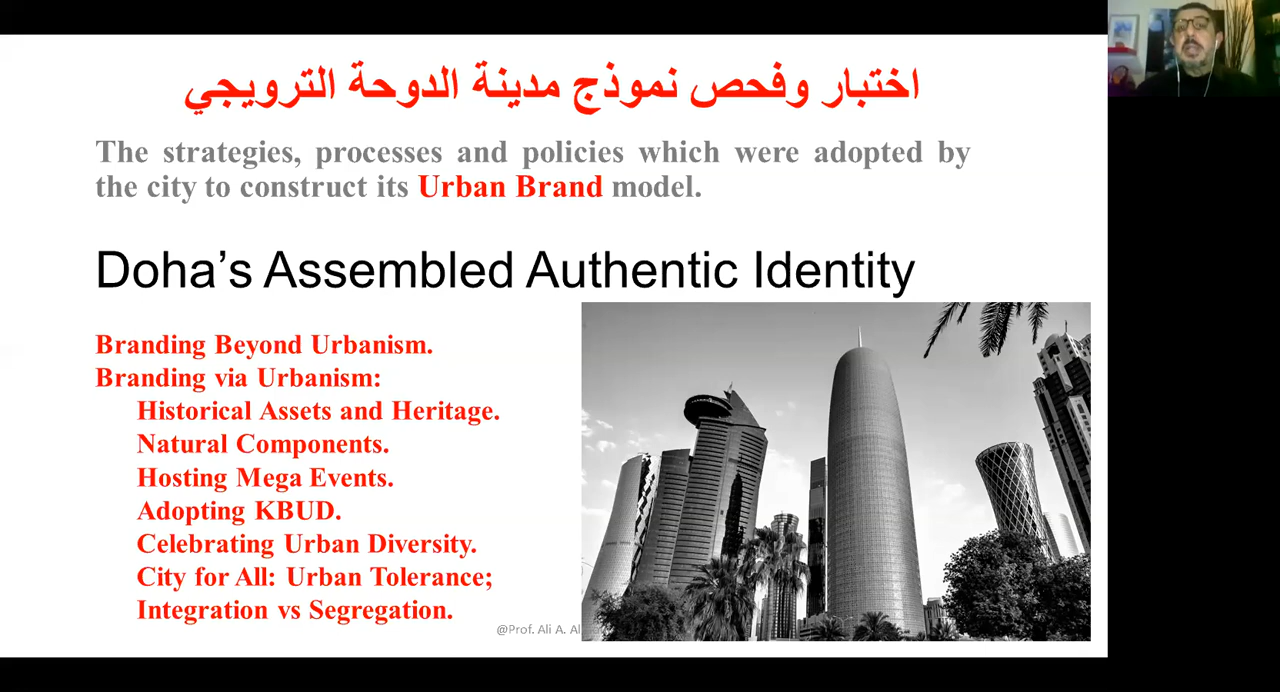 اختبار وفحص نموذج مدينة الدوحة الترويجي
The strategies, processes and policies which were adopted by
the city to construct its Urban Brand model.
Doha's Assembled Authentic Identity
Branding Beyond Urbanism.
Branding via Urbanism:
Historical Assets and Heritage.
Natural Components.
Hosting Mega Events.
Adopting KBUD.
Celebrating Urban Diversity.
City for All: Urban Tolerance;
Integration vs Segregation.
@Prof. Ali A.